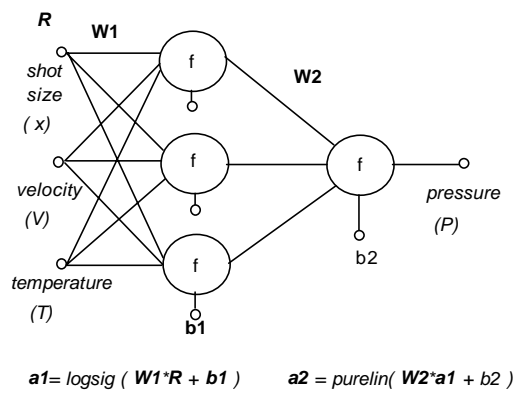 R
W1
f
shot
size
( x)
W2
f
f
velocity
(V)
pressure
(P)
f
temperature
(T)
b2
b1
a1= logsig ( W1*R + b1 )
a2 = purelin( W2*a1 + b2 )